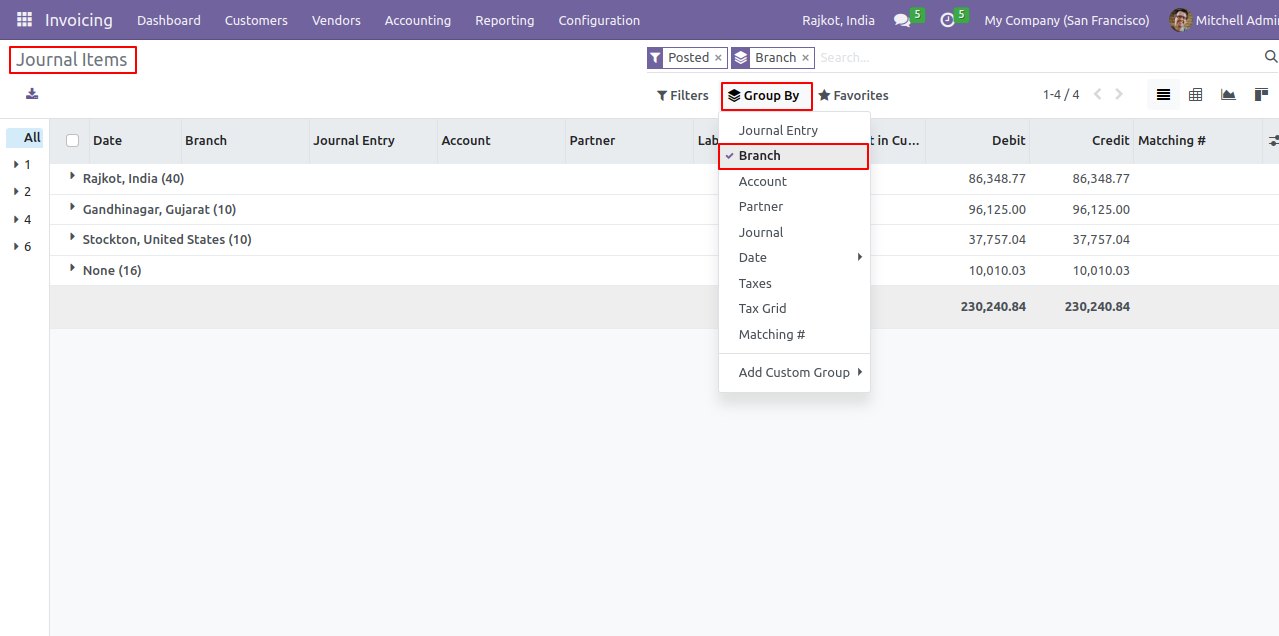 Invoicing Dashboard Customers Vendors Accounting Reporting Configuration Rajkot, India 5 5 My Company (San Francisco) Mitchell Admi
Journal Items Posted × Branch × Search...
Filters Group By Favorites 1-4 / 4
All Date Branch Journal Entry Account Partner Lab t in Cu... Debit Credit Matching #
1 Rajkot, India (40) 86,348.77 86,348.77
2 Gandhinagar, Gujarat (10) 96,125.00 96,125.00
4 Stockton, United States (10) 37,757.04 37,757.04
6 None (16) 10,010.03 10,010.03
230,240.84 230,240.84
Journal Entry
Branch
Account
Partner
Journal
Date
Taxes
Tax Grid
Matching #
Add Custom Group